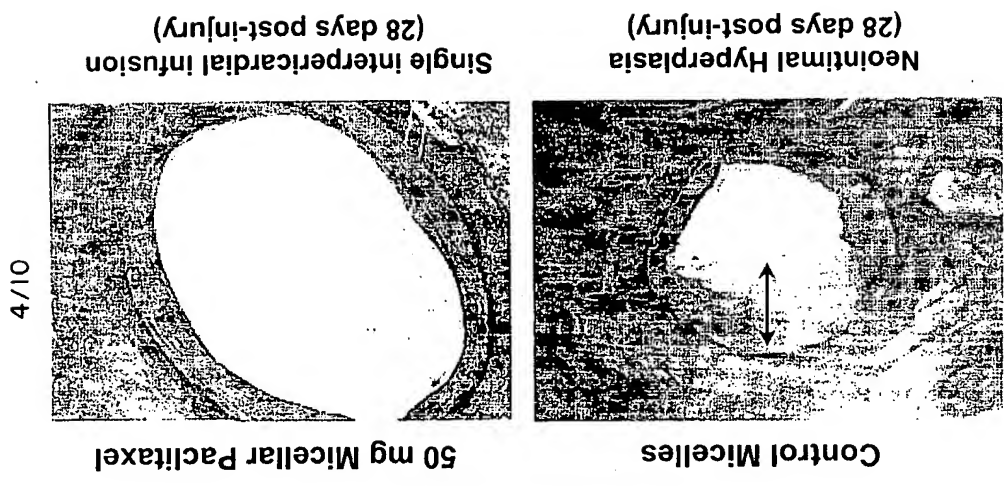 4/10
Control Micelles
50 mg Micellar Paclitaxel
Neointimal Hyperplasia
(28 days post-injury)
Single interpericardial infusion
(28 days post-injury)